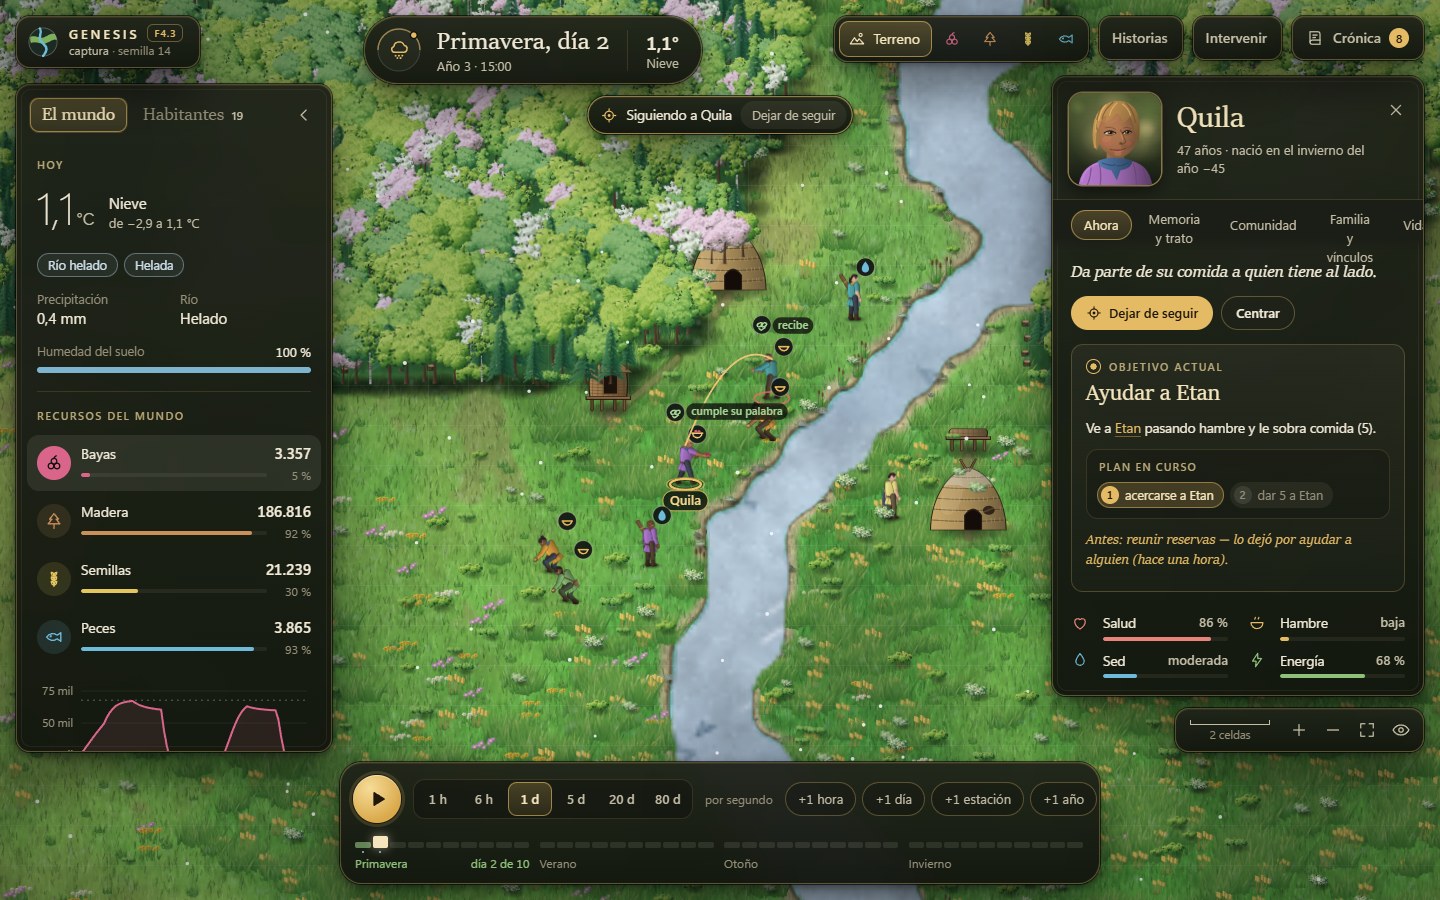 GENESIS F4.3
captura · semilla 14
Primavera, día 2
Año 3 · 15:00
1,1°
Nieve
Terreno
Historias
Intervenir
Crónica 8
Siguiendo a Quila Dejar de seguir
El mundo
Habitantes 19
HOY
1,1 °C
Nieve
de −2,9 a 1,1 °C
Río helado
Helada
Precipitación
0,4 mm
Río
Helado
Humedad del suelo 100 %
RECURSOS DEL MUNDO
Bayas 3.357
5 %
Madera 186.816
92 %
Semillas 21.239
30 %
Peces 3.865
93 %
75 mil
50 mil
recibe
cumple su palabra
Quila
Quila
47 años · nació en el invierno del
año −45
Ahora
Memoria
y trato
Comunidad
Familia
y
vínculos
Vid
Da parte de su comida a quien tiene al lado.
Dejar de seguir
Centrar
OBJETIVO ACTUAL
Ayudar a Etan
Ve a Etan pasando hambre y le sobra comida (5).
PLAN EN CURSO
1 acercarse a Etan
2 dar 5 a Etan
Antes: reunir reservas — lo dejó por ayudar a
alguien (hace una hora).
Salud 86 %
Hambre baja
Sed moderada
Energía 68 %
2 celdas
1 h
6 h
1 d
5 d
20 d
80 d
por segundo
+1 hora
+1 día
+1 estación
+1 año
Primavera día 2 de 10
Verano
Otoño
Invierno